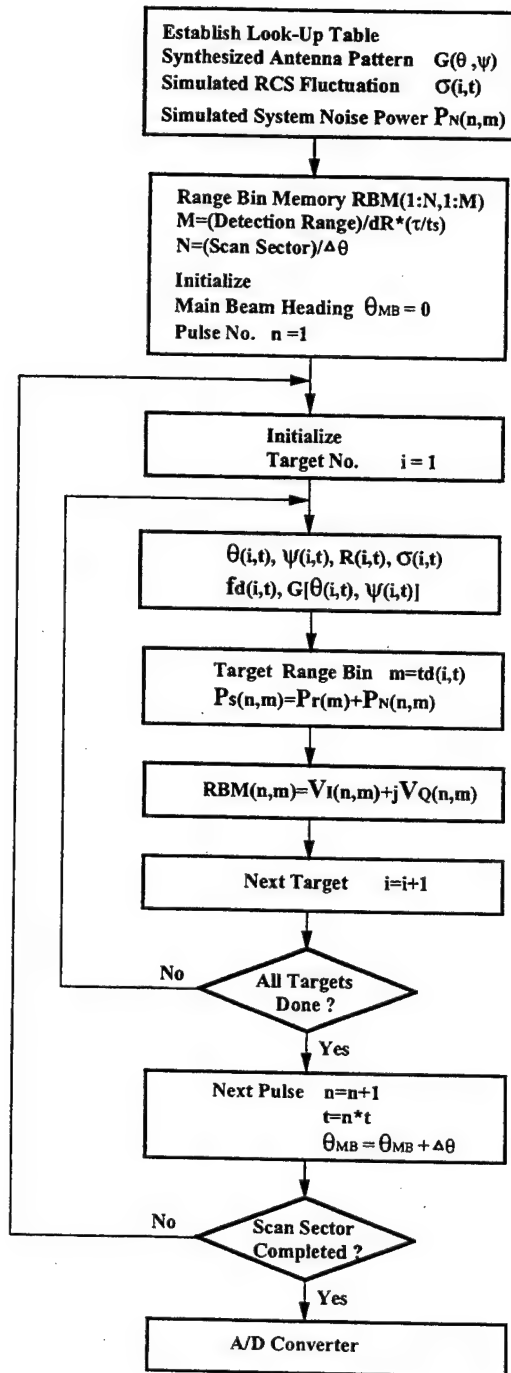 Establish Look-Up Table
Synthesized Antenna Pattern G(θ,ψ)
Simulated RCS Fluctuation σ(i,t)
Simulated System Noise Power PN(n,m)
Range Bin Memory RBM(1:N,1:M)
M=(Detection Range)/dR*(τ/ts)
N=(Scan Sector)/Δθ
Initialize
Main Beam Heading θMB = 0
Pulse No. n =1
Initialize
Target No. i = 1
θ(i,t), ψ(i,t), R(i,t), σ(i,t)
fd(i,t), G[θ(i,t), ψ(i,t)]
Target Range Bin m=td(i,t)
PS(n,m)=Pr(m)+PN(n,m)
RBM(n,m)=VI(n,m)+jVQ(n,m)
Next Target i=i+1
No
All Targets
Done ?
Yes
Next Pulse n=n+1
t=n*t
θMB = θMB + Δθ
No
Scan Sector
Completed ?
Yes
A/D Converter